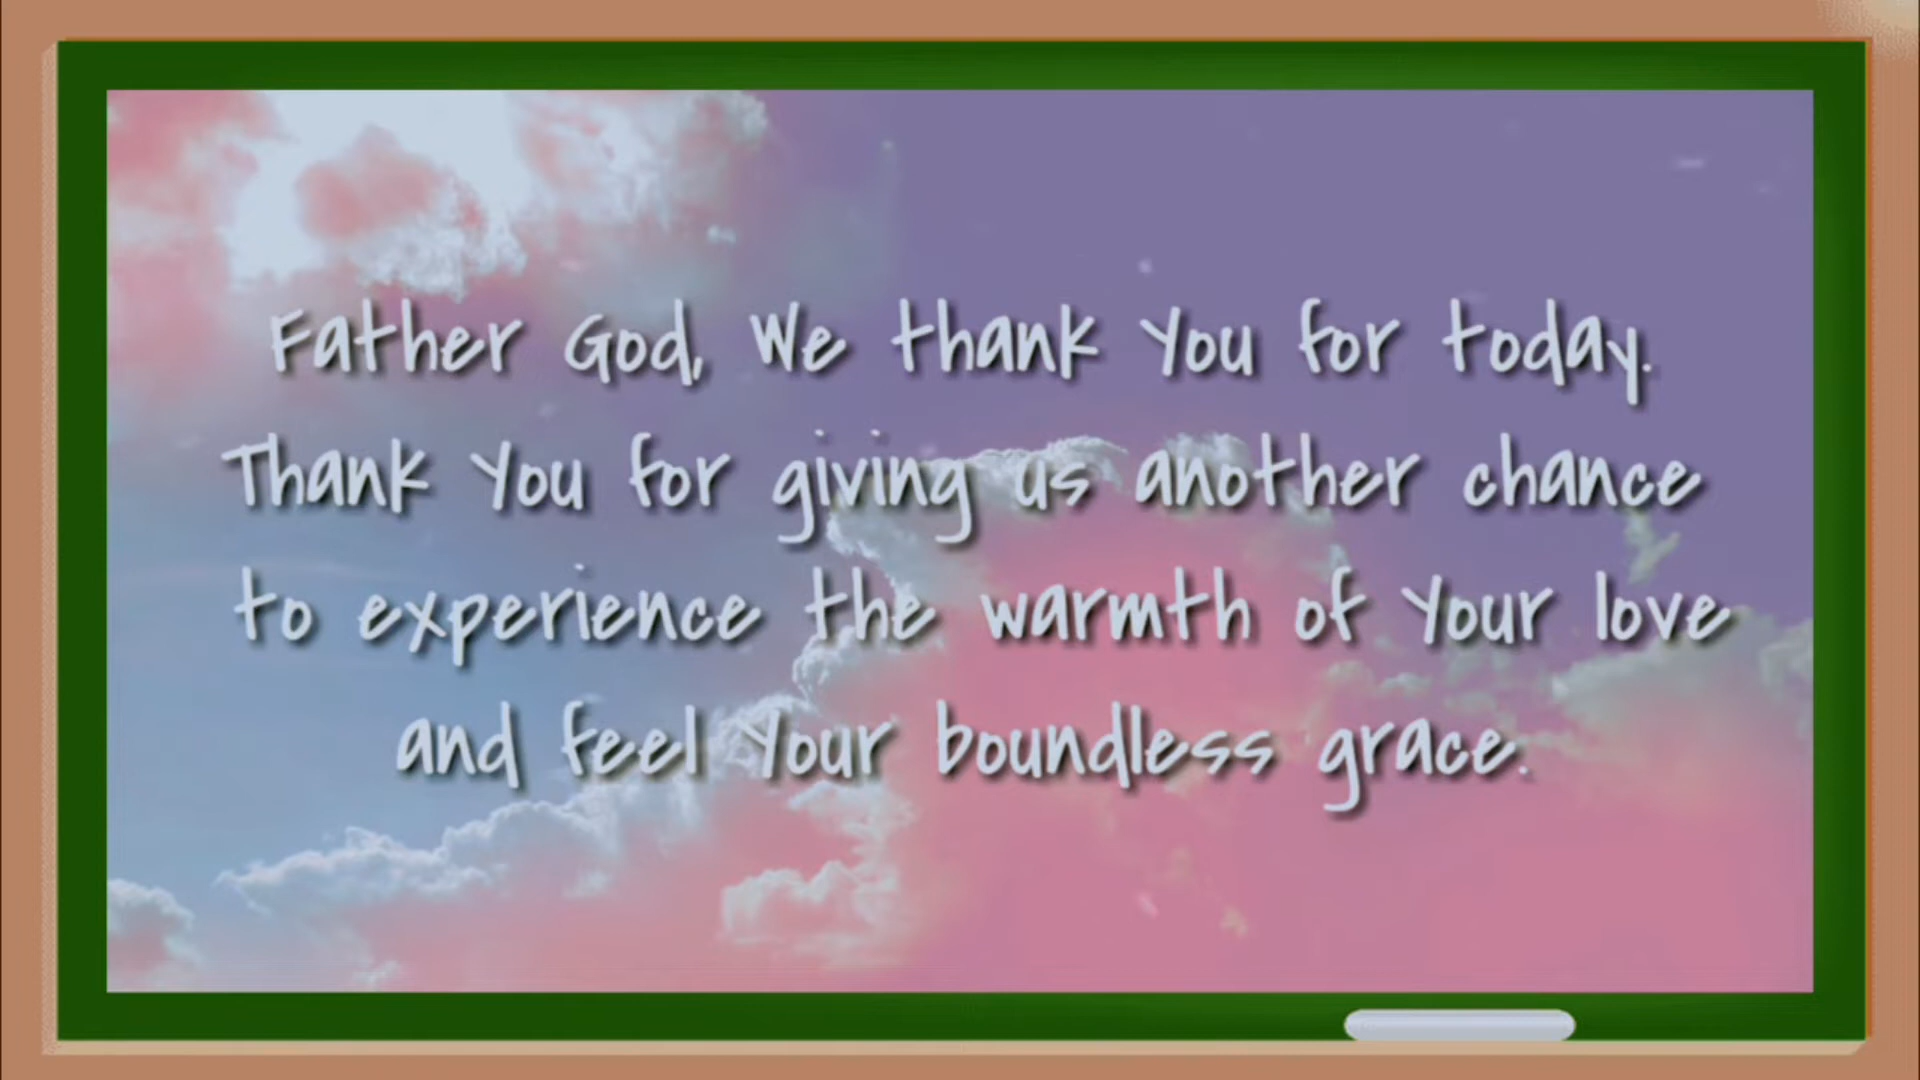 Father God, We thank You for today.
Thank You for giving us another chance
to experience the warmth of Your love
and feel Your boundless grace.